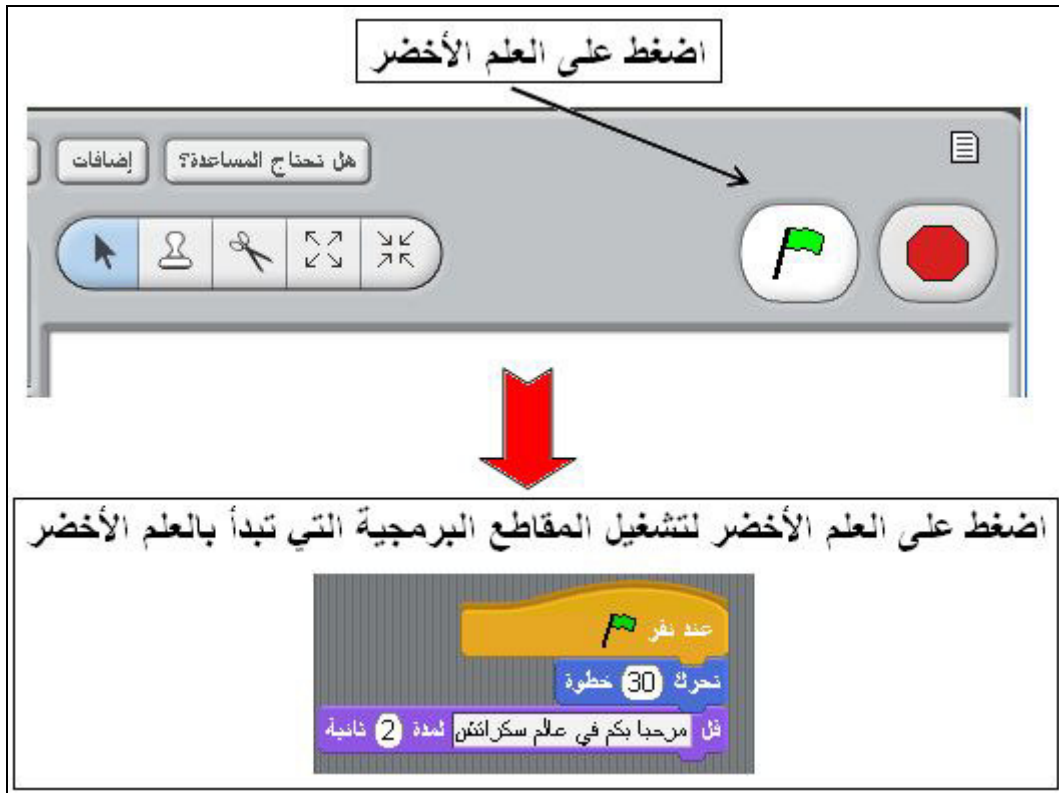 اضغط على العلم الأخضر
هل تحتاج المساعدة؟
إضافات
اضغط على العلم الأخضر لتشغيل المقاطع البرمجية التي تبدأ بالعلم الأخضر
عند نقر
تحرك 30 خطوة
قل مرحبا بكم في عالم سكراتش لمدة 2 ثانية